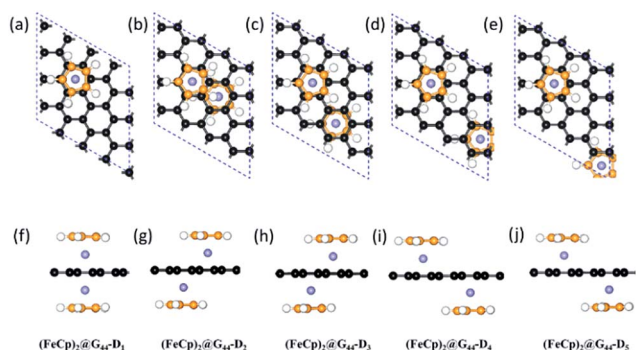 (a) (b) (c) (d) (e)
(f) (g) (h) (i) (j)
(FeCp)₂@G₄₄-D₁ (FeCp)₂@G₄₄-D₂ (FeCp)₂@G₄₄-D₃ (FeCp)₂@G₄₄-D₄ (FeCp)₂@G₄₄-D₅